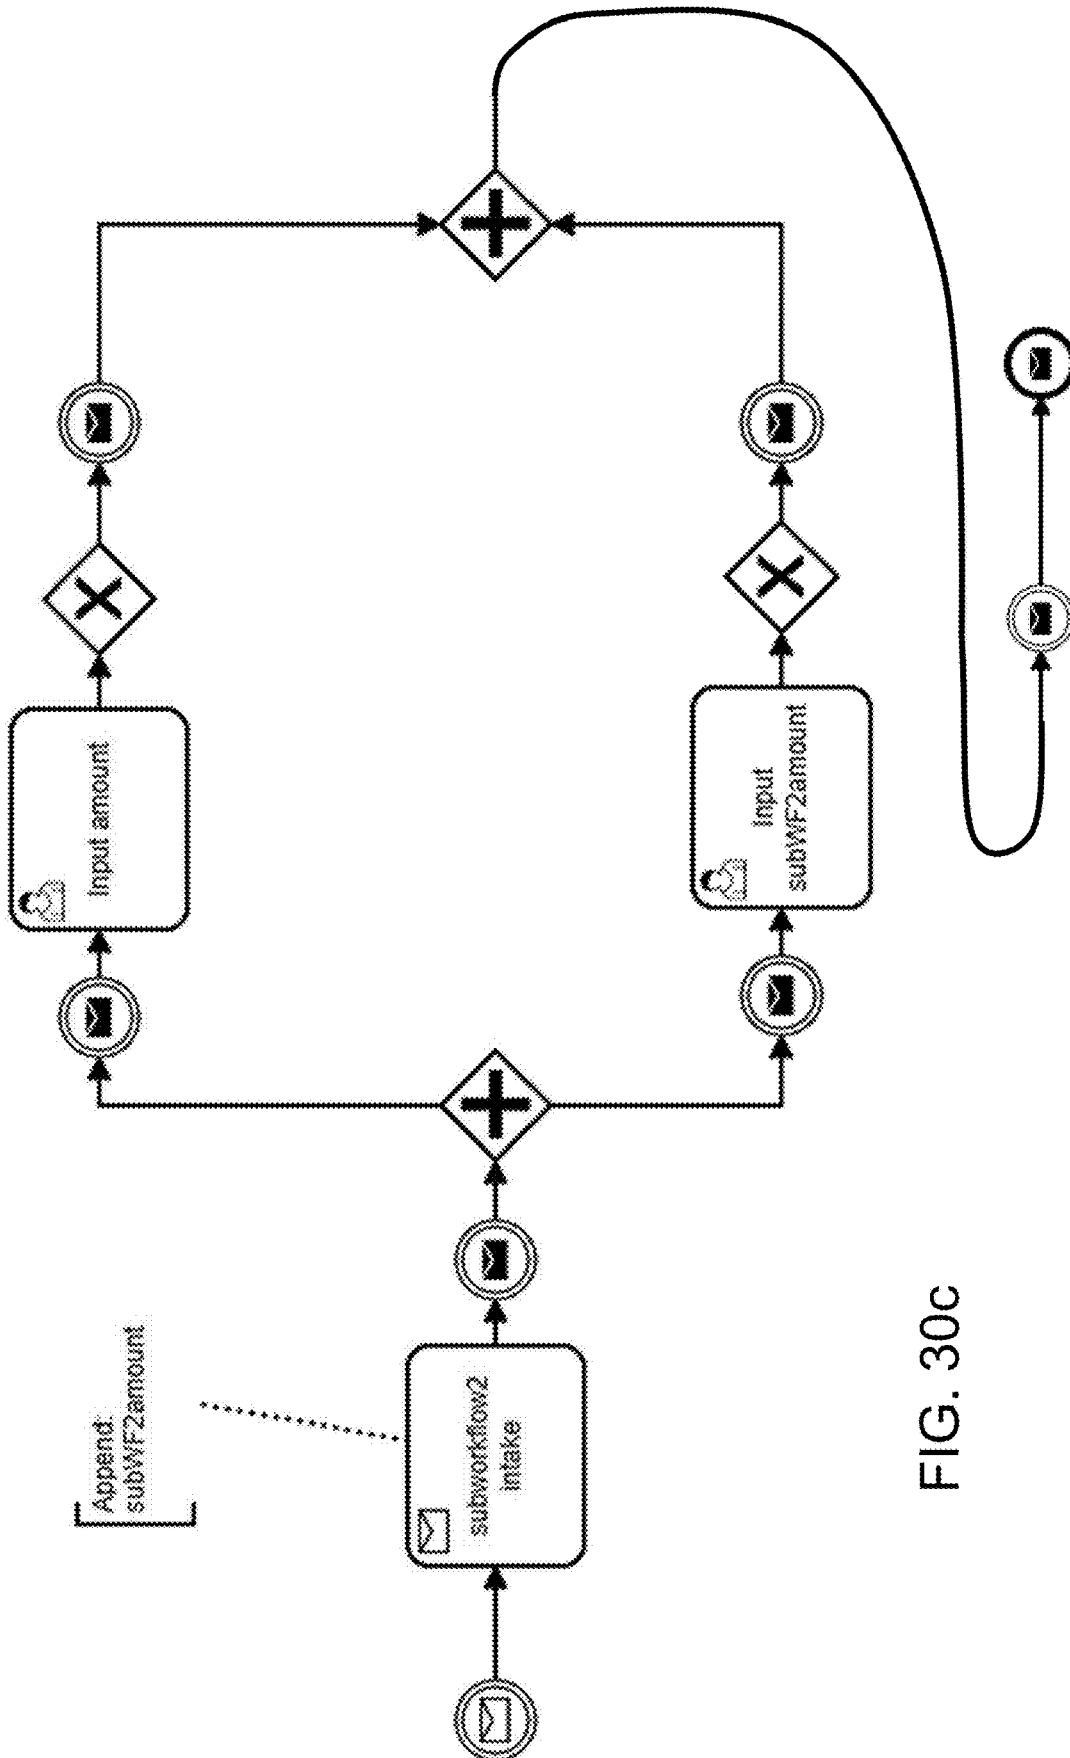 Append:
subWF2amount
subworkflow2
intake
Input amount
Input
subWF2amount
FIG. 30c